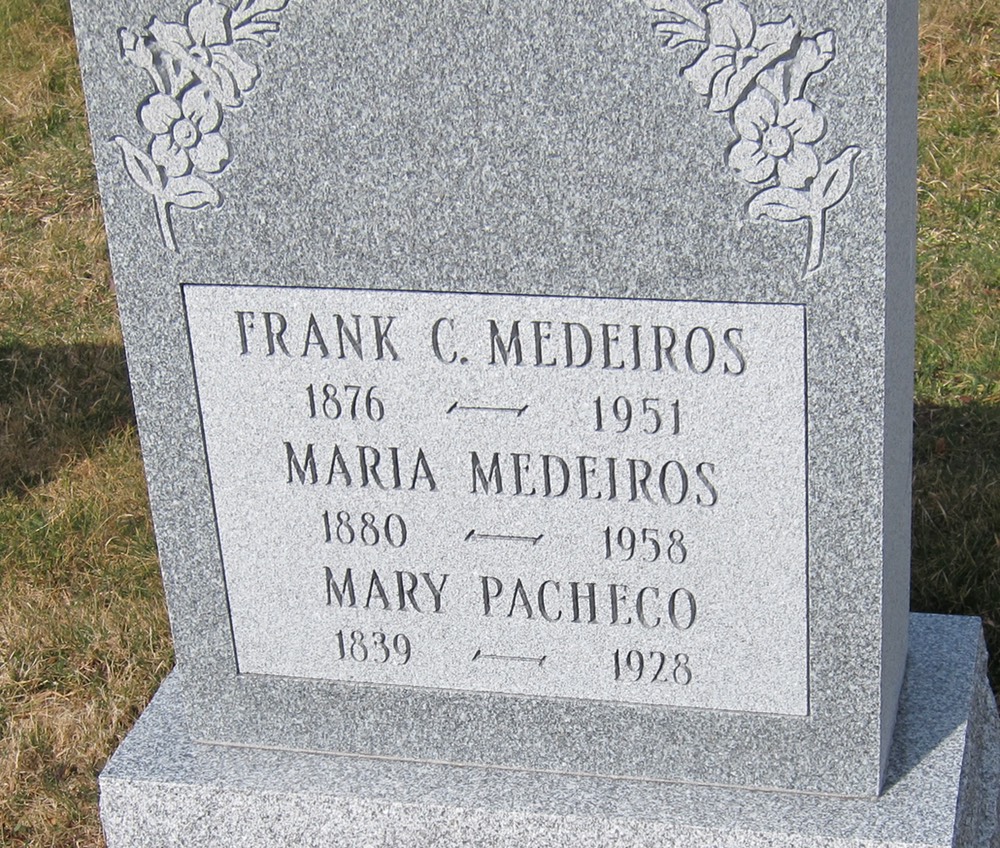 FRANK C. MEDEIROS
1876 — 1951
MARIA MEDEIROS
1880 — 1958
MARY PACHECO
1839 — 1928